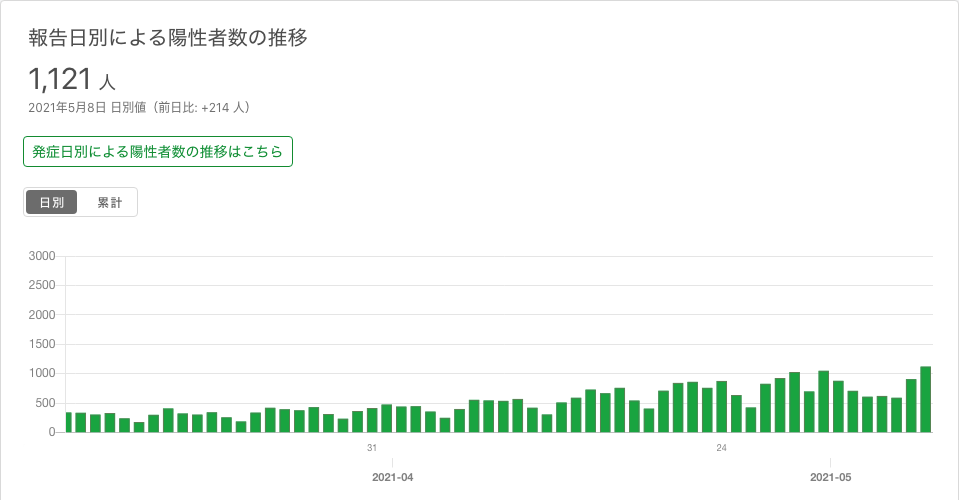 報告日別による陽性者数の推移
1,121 人
2021年5月8日 日別値（前日比: +214 人）
発症日別による陽性者数の推移はこちら
日別 累計
3000
2500
2000
1500
1000
500
0
31 24
2021-04 2021-05